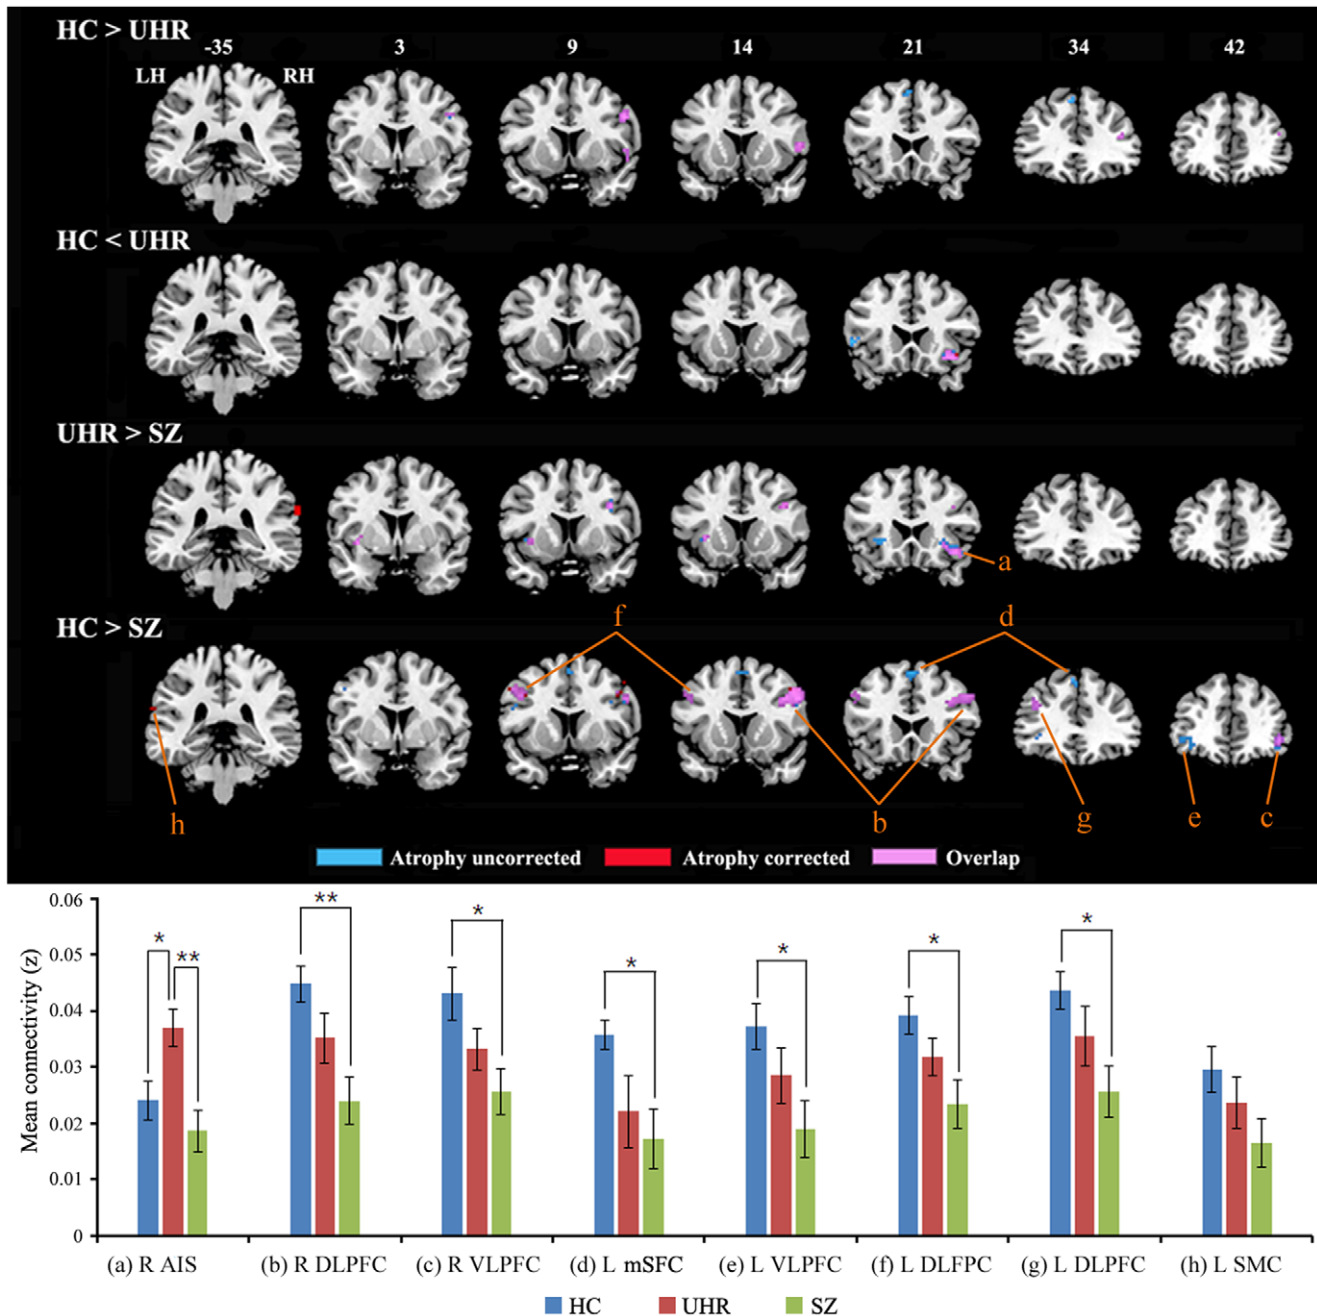 HC > UHR
-35 3 9 14 21 34 42
LH RH
HC < UHR
UHR > SZ
a
HC > SZ
f d
h b g e c
Atrophy uncorrected Atrophy corrected Overlap
Mean connectivity (z)
0.06
0.05
0.04
0.03
0.02
0.01
0
* ** ** * * * * *
(a) R AIS (b) R DLPFC (c) R VLPFC (d) L mSFC (e) L VLPFC (f) L DLFPC (g) L DLPFC (h) L SMC
HC UHR SZ